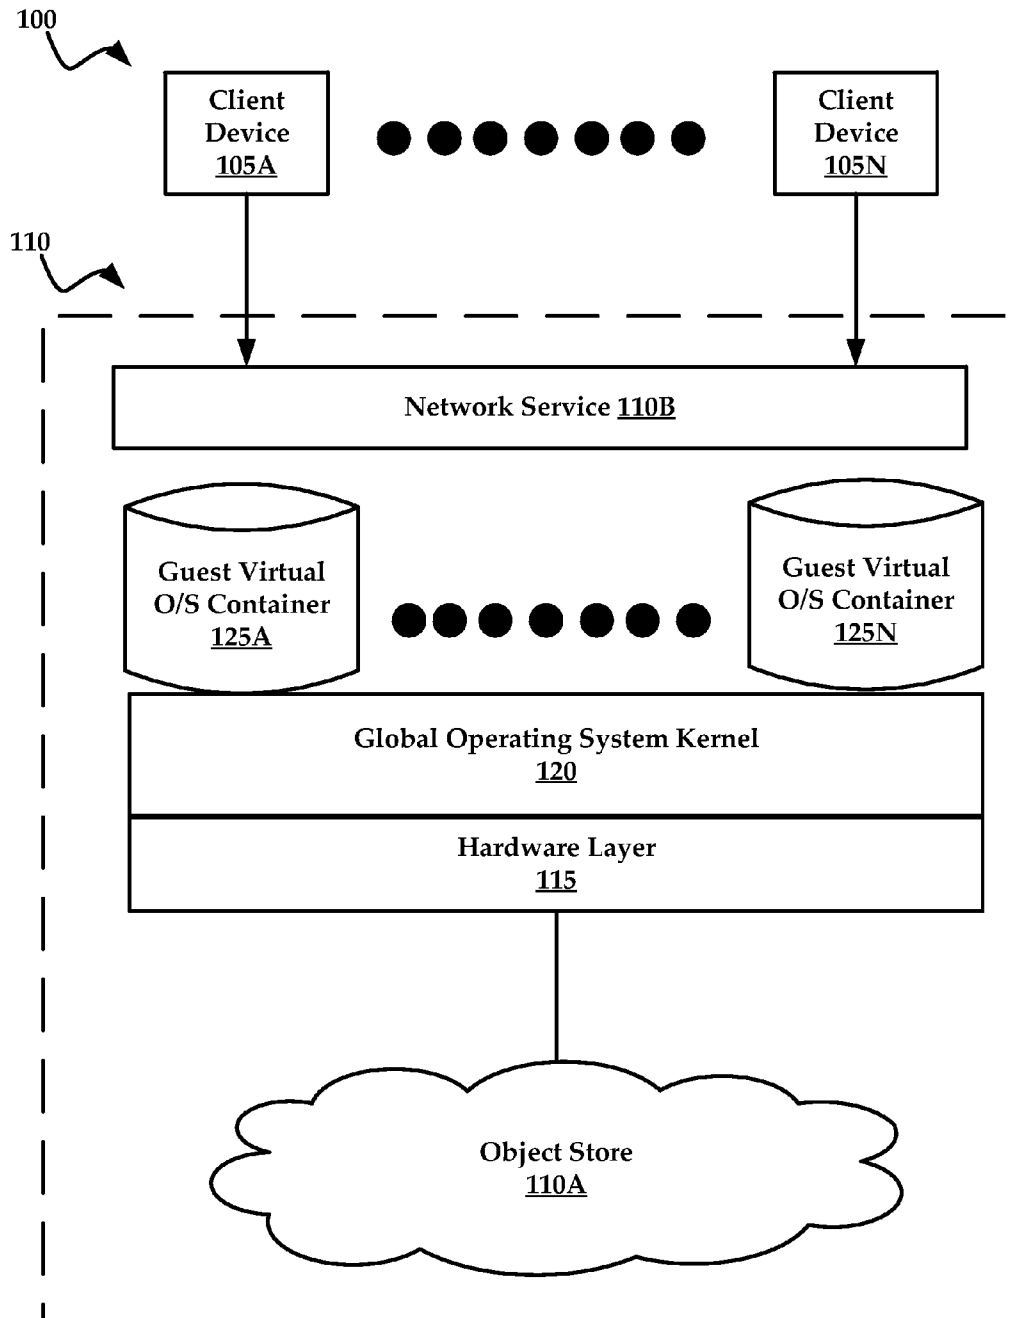 100
Client
Device
105A
Client
Device
105N
110
Network Service 110B
Guest Virtual
O/S Container
125A
Guest Virtual
O/S Container
125N
Global Operating System Kernel
120
Hardware Layer
115
Object Store
110A